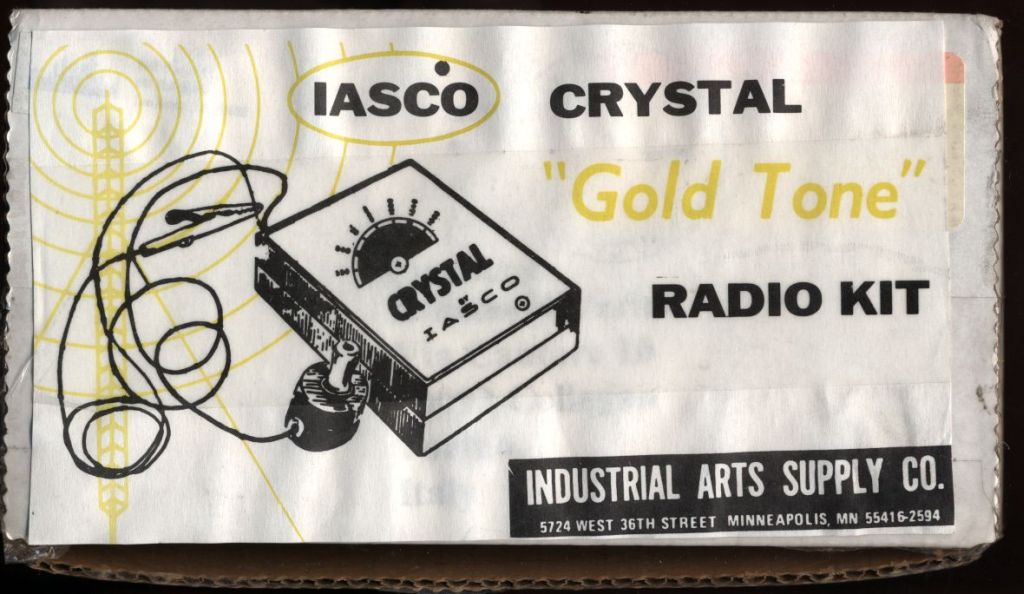 IASCO CRYSTAL
"Gold Tone"
RADIO KIT
CRYSTAL
BY
IASCO
INDUSTRIAL ARTS SUPPLY CO.
5724 WEST 36TH STREET MINNEAPOLIS, MN 55416-2594